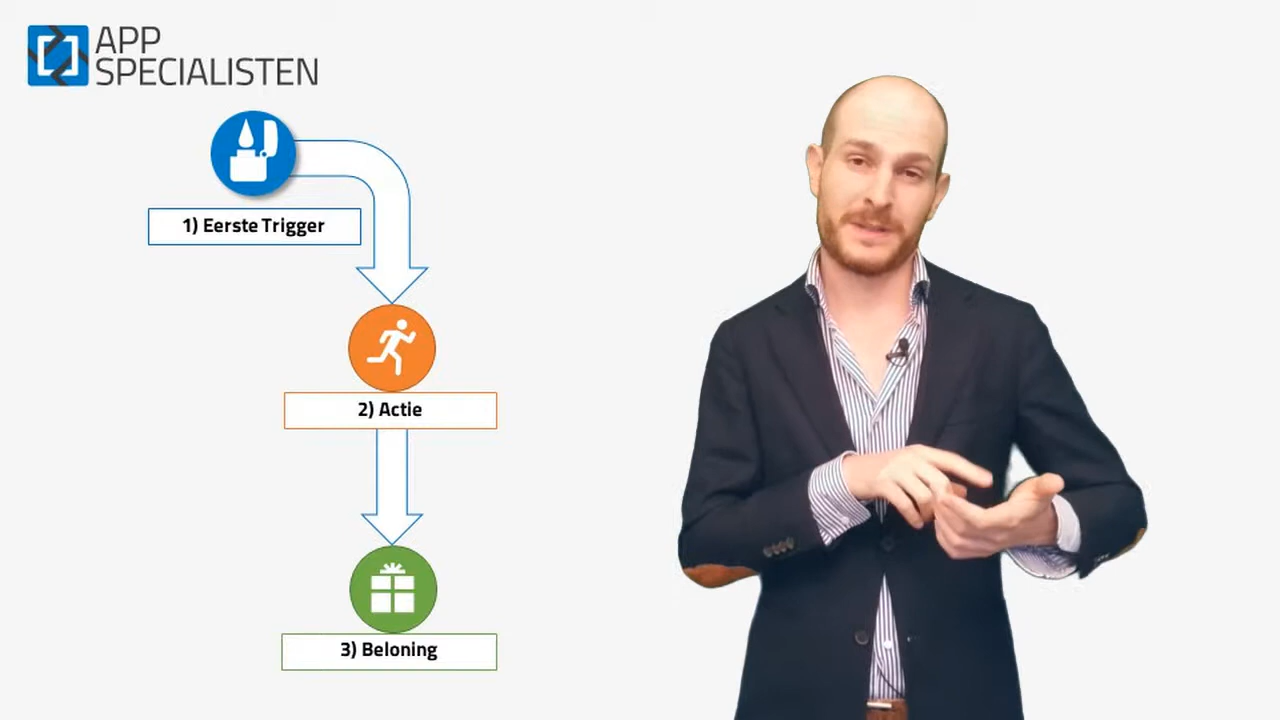 APP
SPECIALISTEN
1) Eerste Trigger
2) Actie
3) Beloning